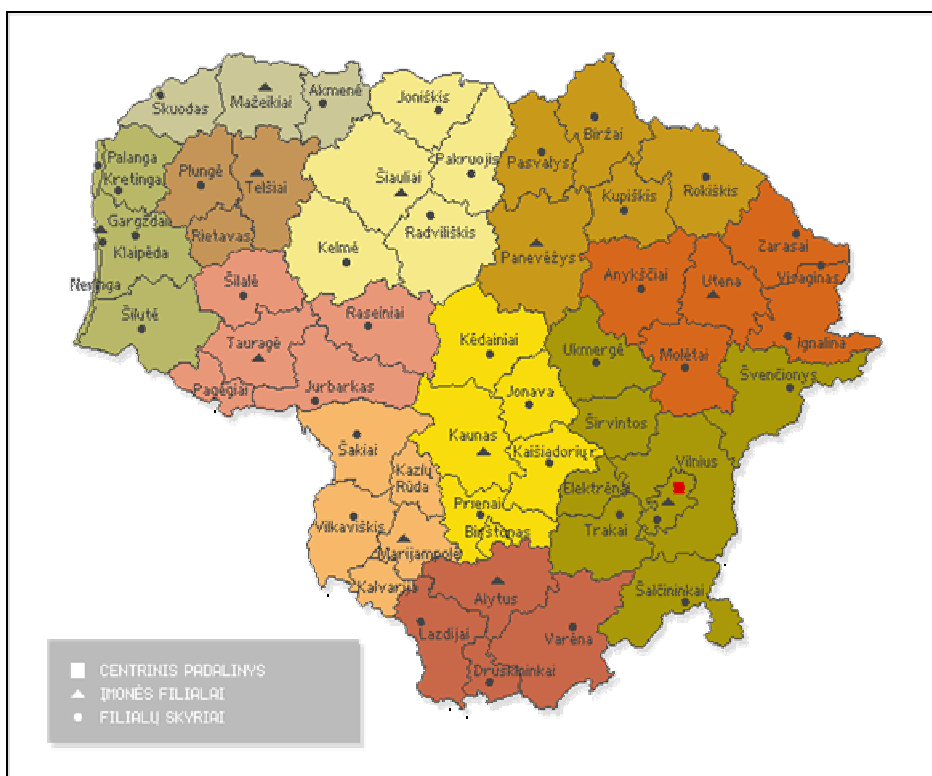 Skuodas
Mažeikiai
Akmenė
Joniškis
Biržai
Palanga
Kretinga
Plungė
Telšiai
Šiauliai
Pakruojis
Pasvalys
Kupiškis
Rokiškis
Gargždai
Klaipėda
Rietavas
Kelmė
Radviliškis
Panevėžys
Anykščiai
Utena
Zarasai
Visaginas
Neringa
Šilalė
Raseiniai
Šilutė
Tauragė
Kėdainiai
Ukmergė
Molėtai
Ignalina
Švenčionys
Pagėgiai
Jurbarkas
Jonava
Širvintos
Šakiai
Kaunas
Kaišiadorių r.
Vilnius
Kazlų
Rūda
Elektrėnai
Vilkaviškis
Prienai
Birštonas
Trakai
Marijampolė
Kalvarija
Alytus
Šalčininkai
Lazdijai
Varėna
Druskininkai
CENTRINIS PADALINYS
ĮMONĖS FILIALAI
FILIALŲ SKYRIAI